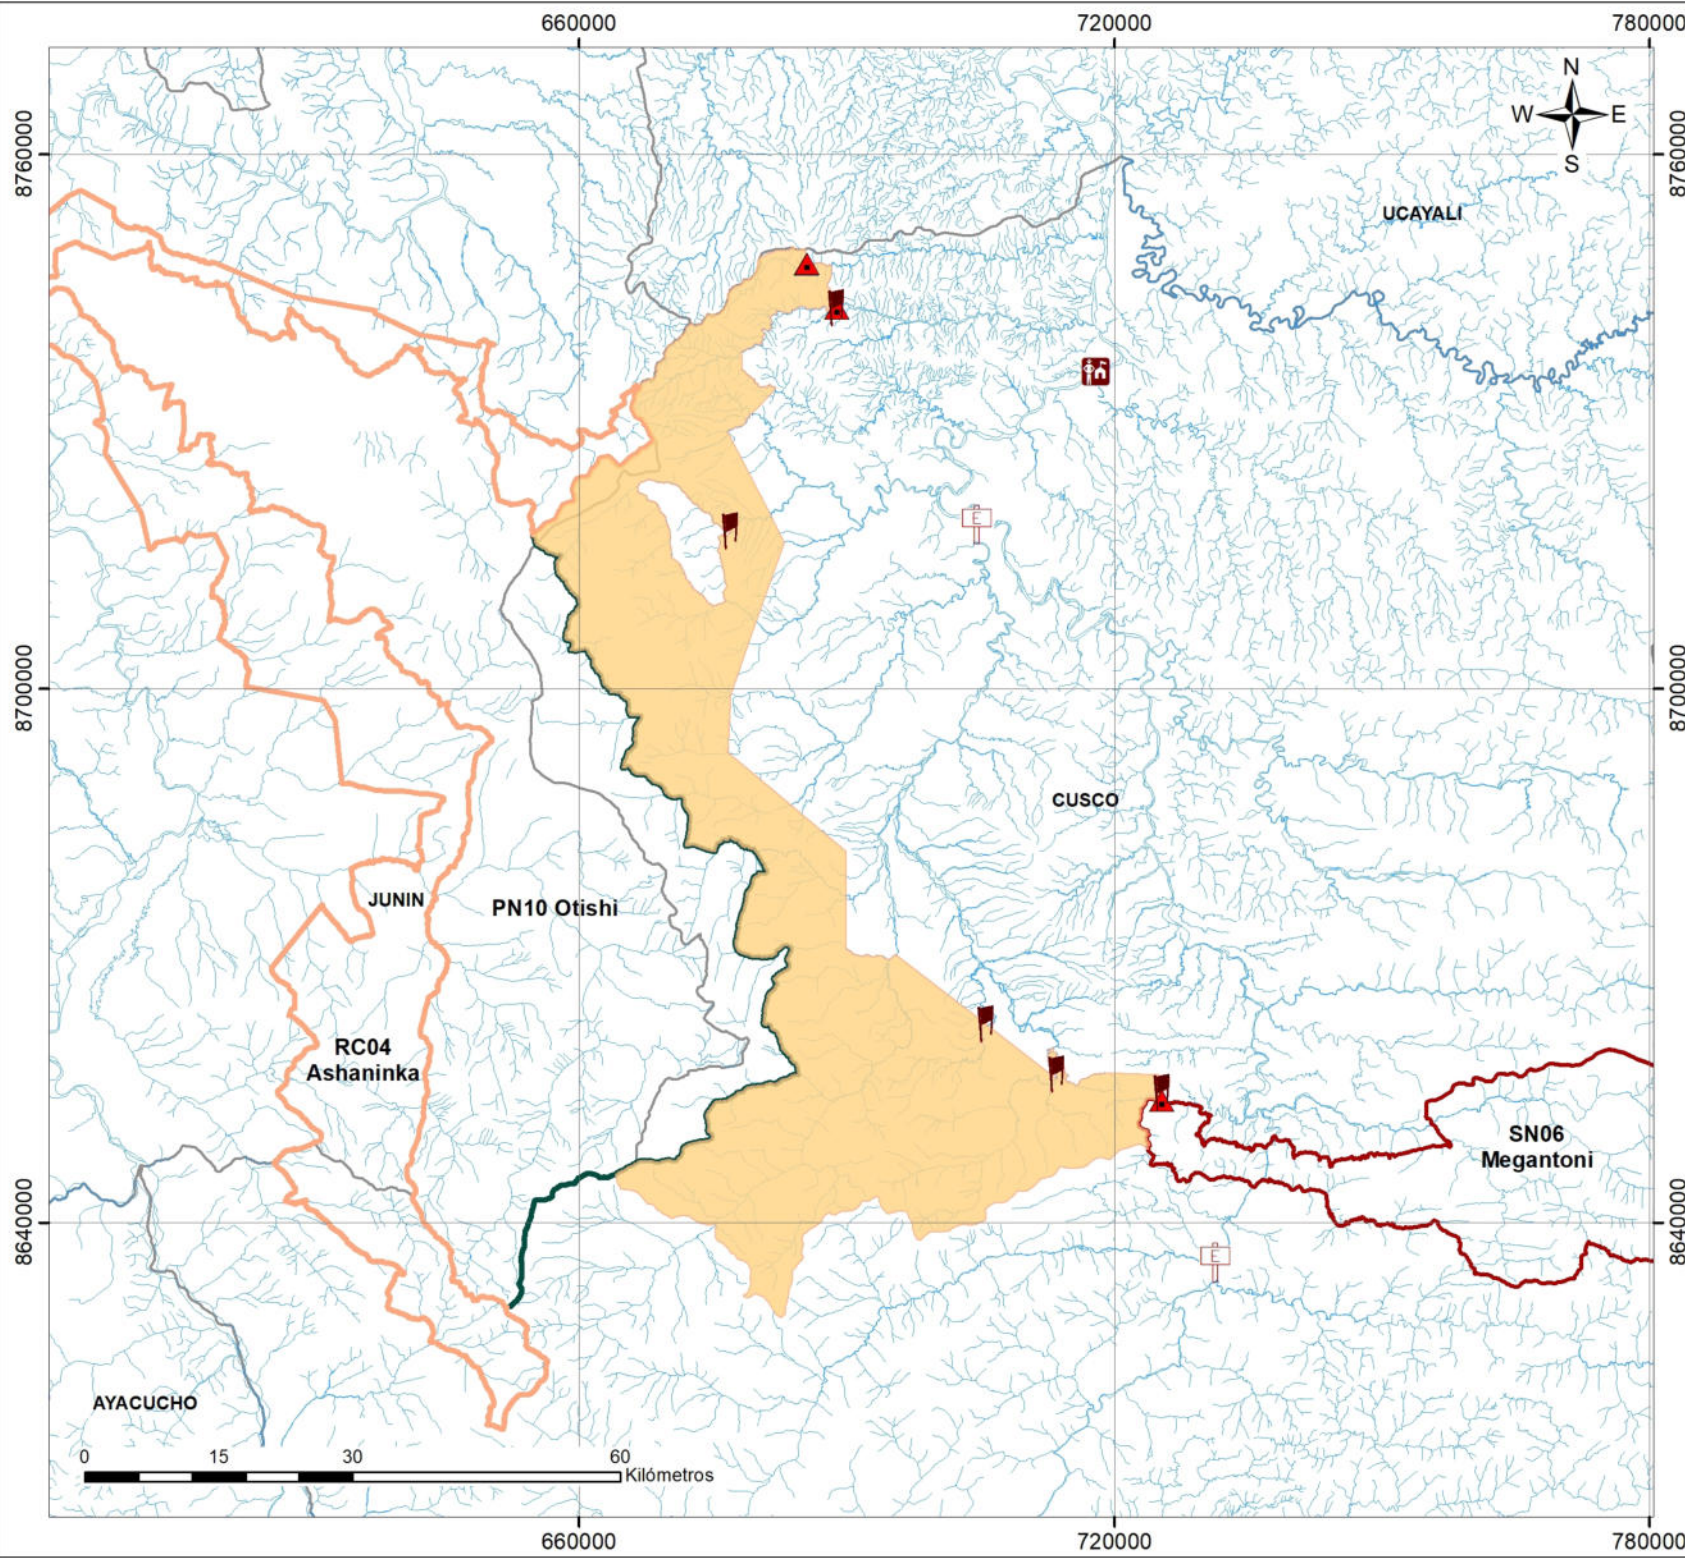 660000
720000
780000
N
W
E
S
8760000
8760000
UCAYALI
E
8700000
8700000
CUSCO
JUNIN
PN10 Otishi
RC04
Ashaninka
SN06
Megantoni
8640000
8640000
E
AYACUCHO
0
15
30
60
Kilómetros
660000
720000
780000